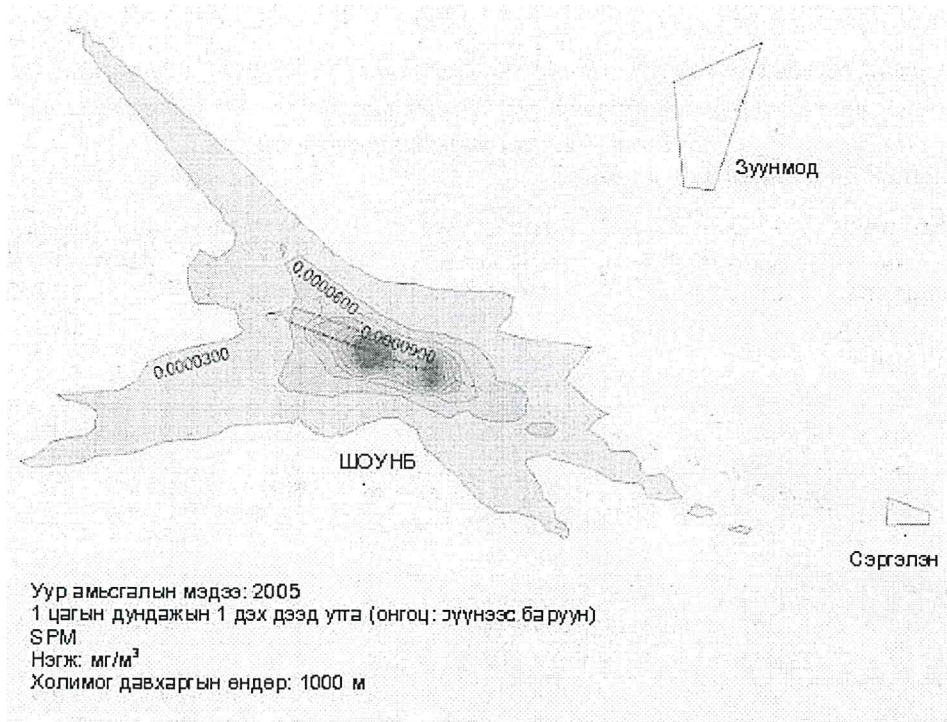 Зуунмод
0.0000600
0.0000900
0.0000300
ШОУНБ
Сэргэлэн
Уур амьсгалын мэдээ: 2005
1 цагын дундажын 1 дэх дээд утга (онгоц: зүүнээс баруун)
SPM
Нэгж: мг/м³
Холимог давхаргын өндөр: 1000 м